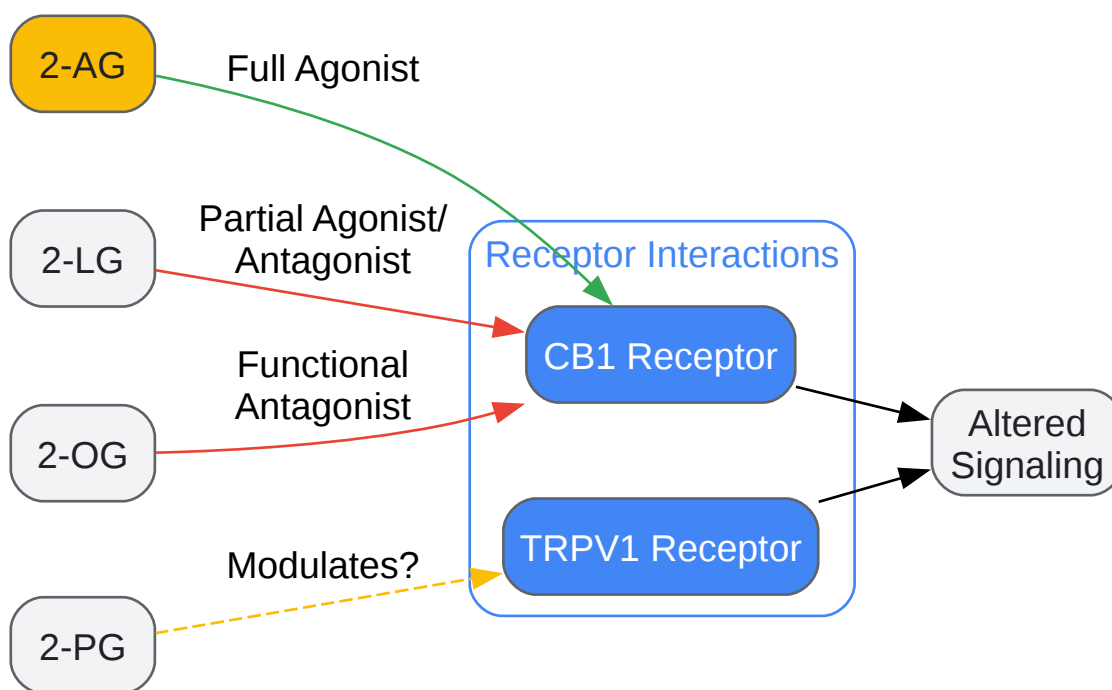 2-AG
Full Agonist
2-LG
Partial Agonist/
Antagonist
Receptor Interactions
CB1 Receptor
2-OG
Functional
Antagonist
Altered
Signaling
TRPV1 Receptor
Modulates?
2-PG